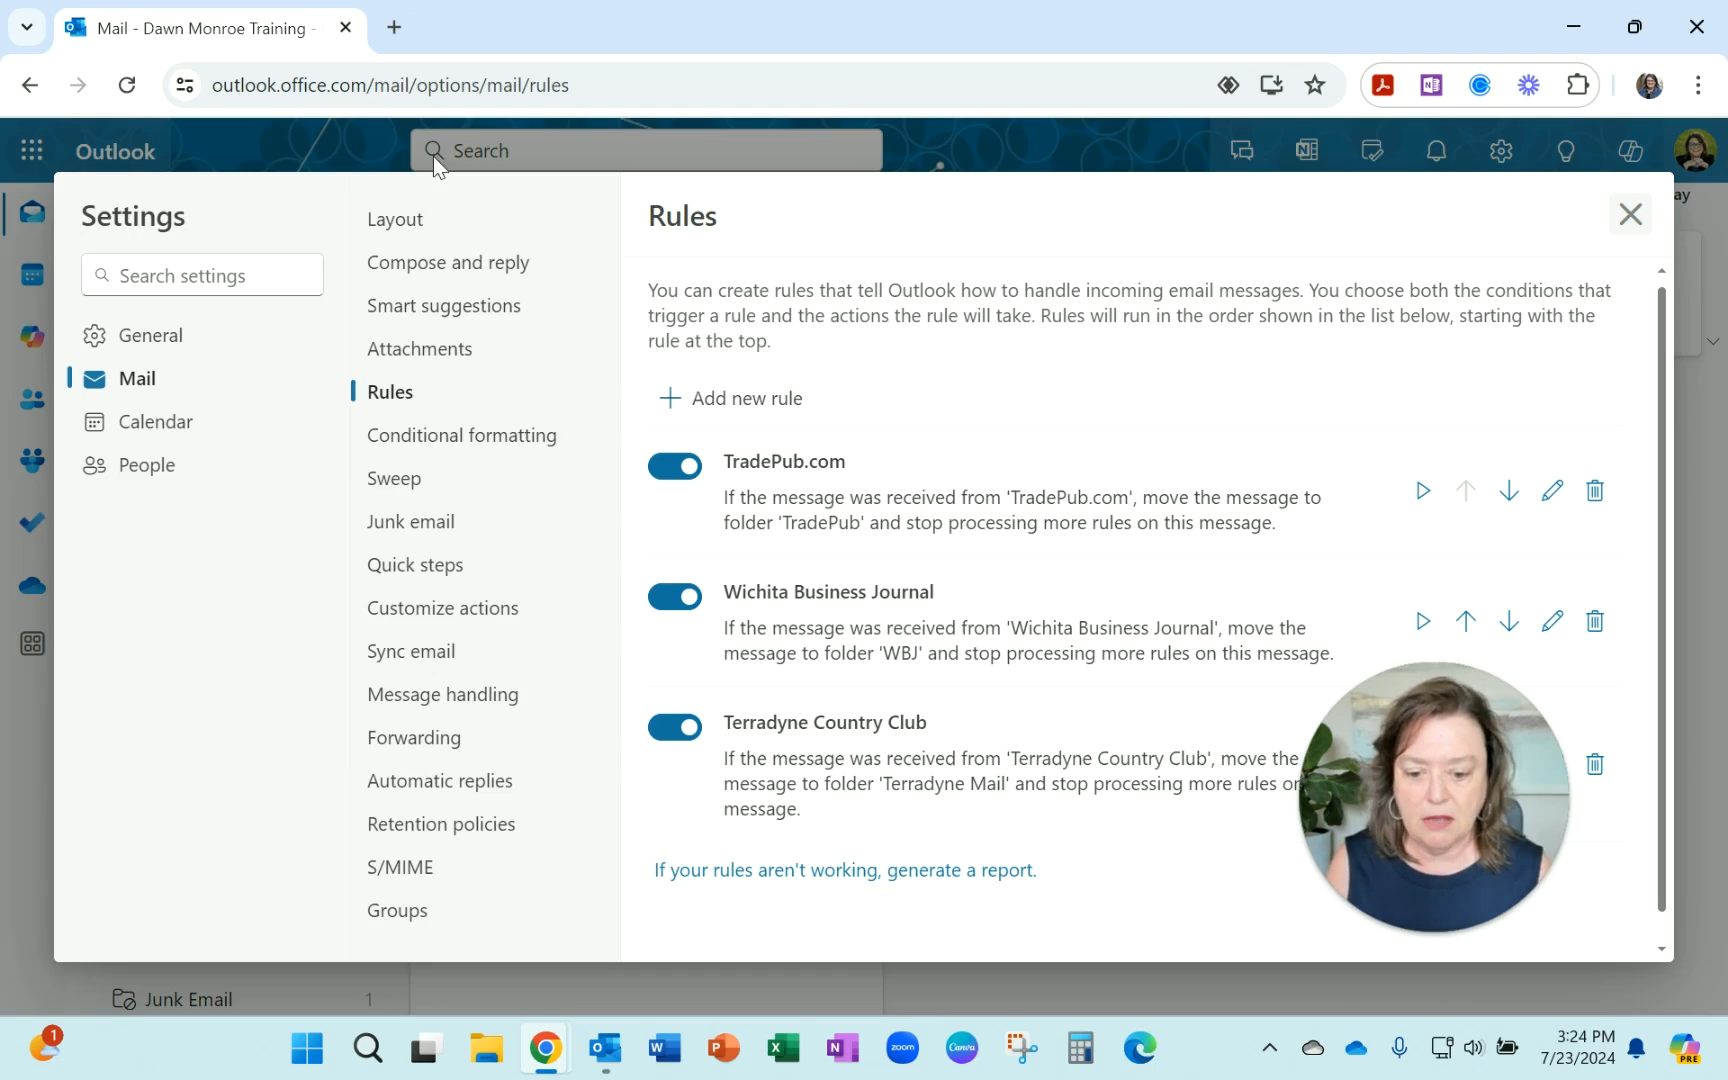 Mail - Dawn Monroe Training -
outlook.office.com/mail/options/mail/rules
Outlook
Search
ay
Settings
Search settings
General
Mail
Calendar
People
Layout
Compose and reply
Smart suggestions
Attachments
Rules
Conditional formatting
Sweep
Junk email
Quick steps
Customize actions
Sync email
Message handling
Forwarding
Automatic replies
Retention policies
S/MIME
Groups
Rules
You can create rules that tell Outlook how to handle incoming email messages. You choose both the conditions that
trigger a rule and the actions the rule will take. Rules will run in the order shown in the list below, starting with the
rule at the top.
Add new rule
TradePub.com
If the message was received from 'TradePub.com', move the message to
folder 'TradePub' and stop processing more rules on this message.
Wichita Business Journal
If the message was received from 'Wichita Business Journal', move the
message to folder 'WBJ' and stop processing more rules on this message.
Terradyne Country Club
If the message was received from 'Terradyne Country Club', move the
message to folder 'Terradyne Mail' and stop processing more rules on
message.
If your rules aren't working, generate a report.
Junk Email 1
1
zoom
Canva
3:24 PM
7/23/2024
PRE